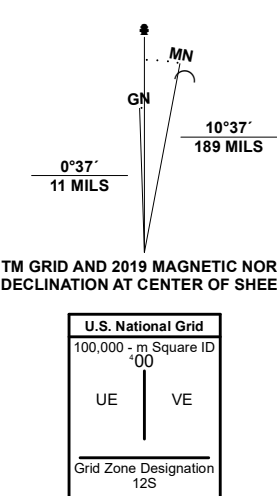 MN
GN
10°37´
189 MILS
0°37´
11 MILS
TM GRID AND 2019 MAGNETIC NOR
DECLINATION AT CENTER OF SHEE
U.S. National Grid
100,000 - m Square ID
⁴00
UE VE
Grid Zone Designation
12S